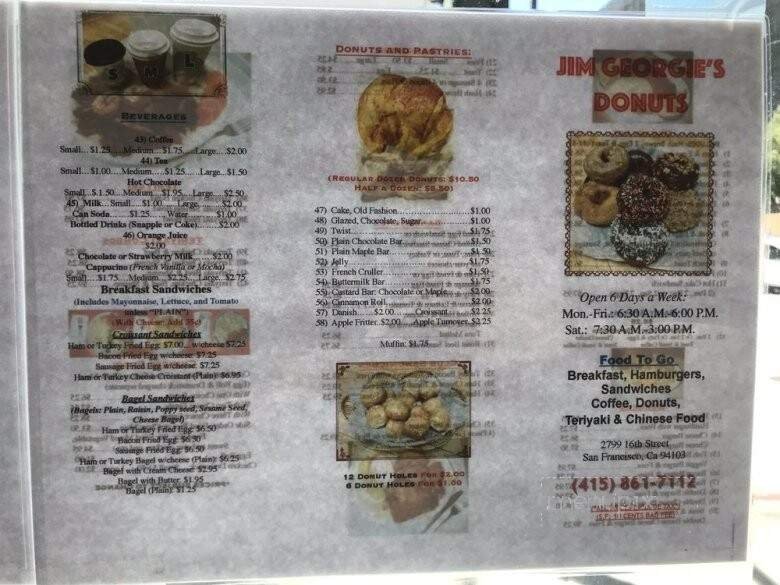 S M L
BEVERAGES
43) Coffee
Small....$1.25....Medium....$1.75....Large....$2.00
44) Tea
Small....$1.00....Medium.....$1.25.....Large...$1.50
Hot Chocolate
Small...$.1.50...Medium...$1.95....Large....$2.50
45) Milk....Small....$1.00......Large........$2.00
Can Soda.......$1.25.....Water..........$1.00
Bottled Drinks (Snapple or Coke)......$2.00
46) Orange Juice
$2.00
Chocolate or Strawberry Milk.......$2.00
Cappucino (French Vanilla or Mocha)
Small....$1.75....Medium....$2.25....Large....$2.75
Breakfast Sandwiches
(Includes Mayonnaise, Lettuce, and Tomato
unless "PLAIN")
(With Cheese: Add 35¢)
Croissant Sandwiches
Ham or Turkey Fried Egg: $7.00... w/cheese $7.25
Bacon Fried Egg w/cheese: $7.25
Sausage Fried Egg w/cheese: $7.25
Ham or Turkey Cheese Croissant (Plain): $6.95
Bagel Sandwiches
(Bagels: Plain, Raisin, Poppy seed, Sesame Seed,
Cheese Bagel)
Ham or Turkey Fried Egg: $6.50
Bacon Fried Egg: $6.50
Sausage Fried Egg: $6.50
Ham or Turkey Bagel w/cheese (Plain): $6.25
Bagel with Cream Cheese: $2.95
Bagel with Butter: $1.95
Bagel (Plain): $1.25
DONUTS AND PASTRIES:
(REGULAR DOZEN DONUTS: $10.50
HALF A DOZEN: $5.50)
47) Cake, Old Fashion.......................$1.00
48) Glazed, Chocolate, Sugar..............$1.00
49) Twist.......................................$1.75
50) Plain Chocolate Bar.....................$1.50
51) Plain Maple Bar..........................$1.50
52) Jelly........................................$1.75
53) French Cruller............................$1.50
54) Buttermilk Bar............................$1.75
55) Custard Bar: Chocolate or Maple....$2.00
56) Cinnamon Roll...........................$2.00
57) Danish......$2.00........Croissant....$2.25
58) Apple Fritter..$2.00....Apple Turnover..$2.25
Muffin: $1.75
12 DONUT HOLES FOR $2.00
6 DONUT HOLES FOR $1.00
JIM GEORGIE'S
DONUTS
Open 6 Days a Week:
Mon.-Fri.: 6:30 A.M.-6:00 P.M.
Sat.: 7:30 A.M.-3:00 P.M.
Food To Go
Breakfast, Hamburgers,
Sandwiches
Coffee, Donuts,
Teriyaki & Chinese Food
2799 16th Street
San Francisco, Ca 94103
(415) 861-7112